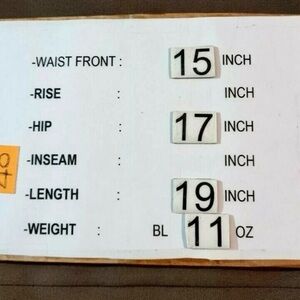 -WAIST FRONT : 15 INCH
-RISE : INCH
-HIP : 17 INCH
-INSEAM : INCH
-LENGTH : 19 INCH
-WEIGHT : BL 11 OZ